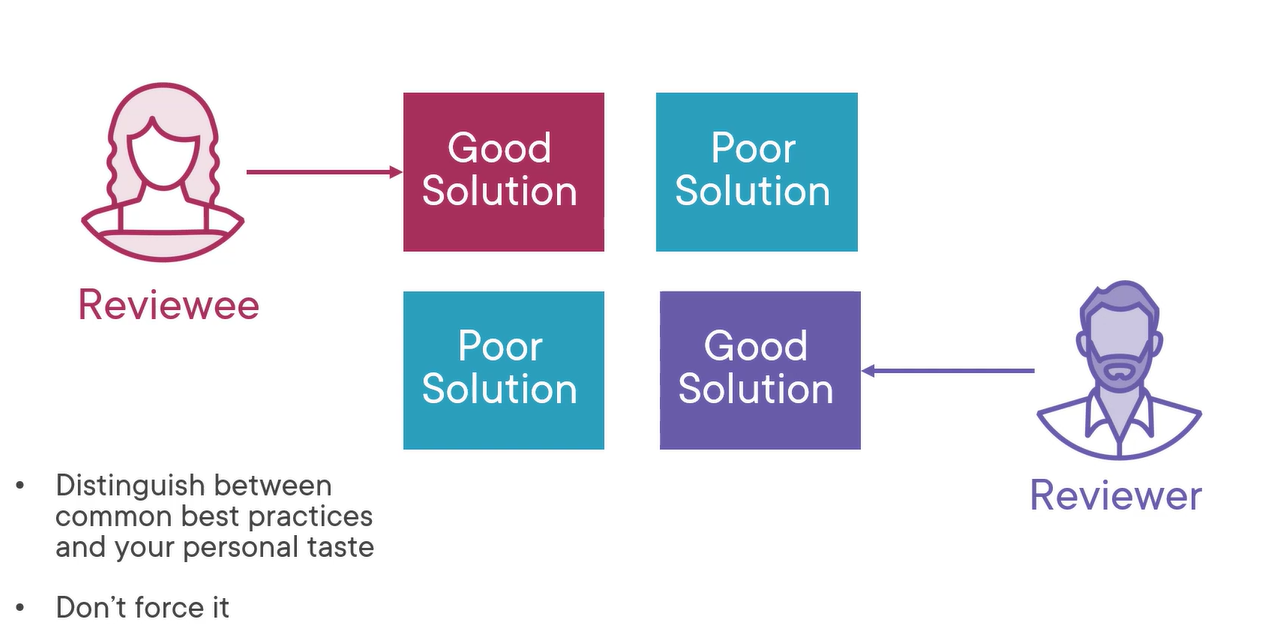 Good
Solution
Poor
Solution
Reviewee
Poor
Solution
Good
Solution
Reviewer
• Distinguish between
common best practices
and your personal taste
• Don’t force it